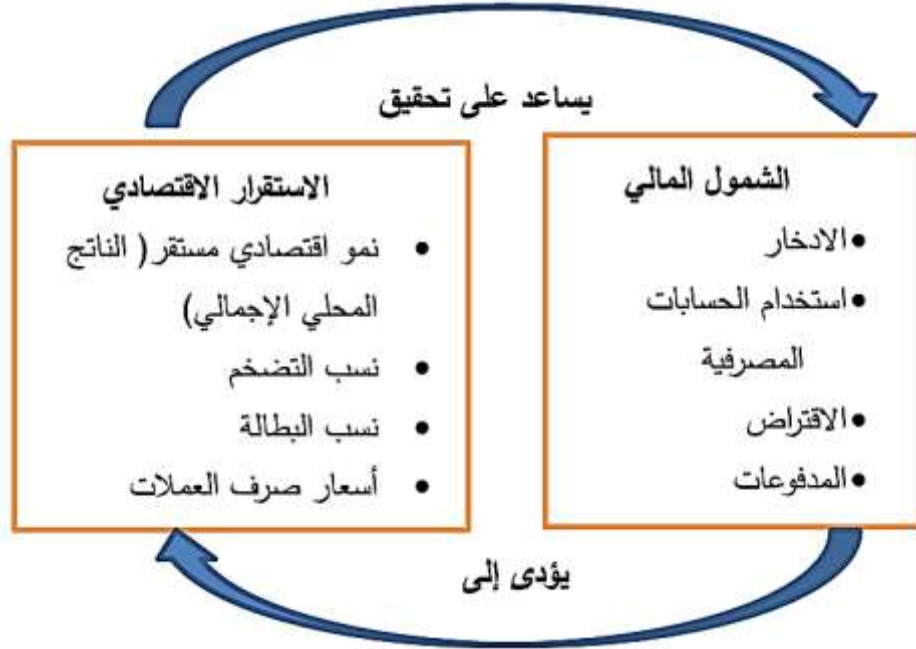 يساعد على تحقيق
الشمول المالي
•الادخار
•استخدام الحسابات
المصرفية
•الاقتراض
•المدفوعات
الاستقرار الاقتصادي
• نمو اقتصادي مستقر( الناتج
المحلي الإجمالي)
• نسب التضخم
• نسب البطالة
• أسعار صرف العملات
يؤدى إلى